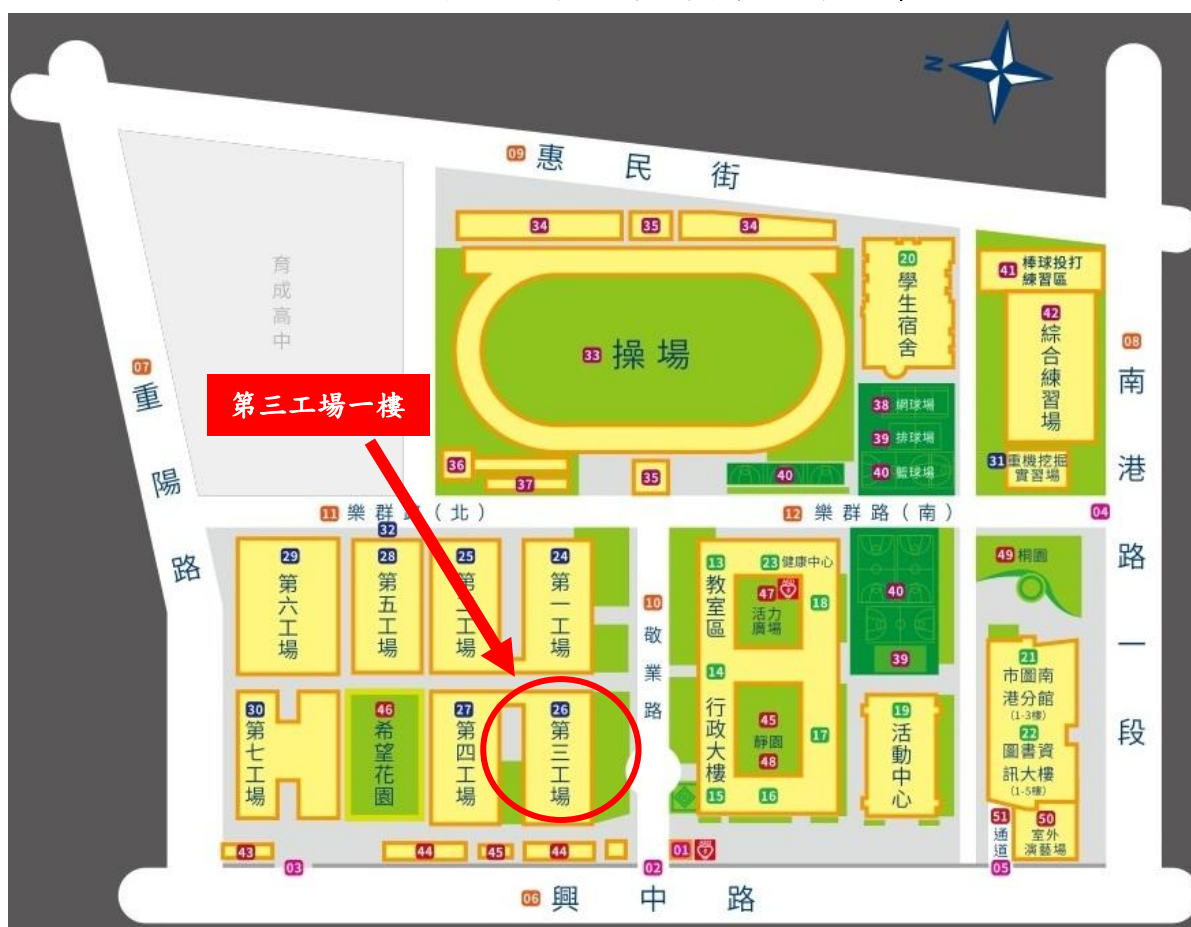 N
09 惠民街
34
35
34
育成高中
20 學生宿舍
41 棒球投打練習區
42 綜合練習場
07 重陽路
33 操場
08 南港路一段
第三工場一樓
38 網球場
39 排球場
40 籃球場
36
37
35
40
31 重機挖掘實習場
11 樂群路(北)
12 樂群路(南)
04
32
29 第六工場
28 第五工場
25 第二工場
24 第一工場
10 敬業路
13 教室區
23 健康中心
47 AED
活力廣場
18
40
39
49 桐園
14 行政大樓
45
靜園
48
17
15
16
19 活動中心
21
市圖南港分館
(1-3樓)
22
圖書資訊大樓
(1-5樓)
30 第七工場
46 希望花園
27 第四工場
26 第三工場
51 通道
50 室外演藝場
43
44
45
44
01 AED
03
02
05
06 興中路